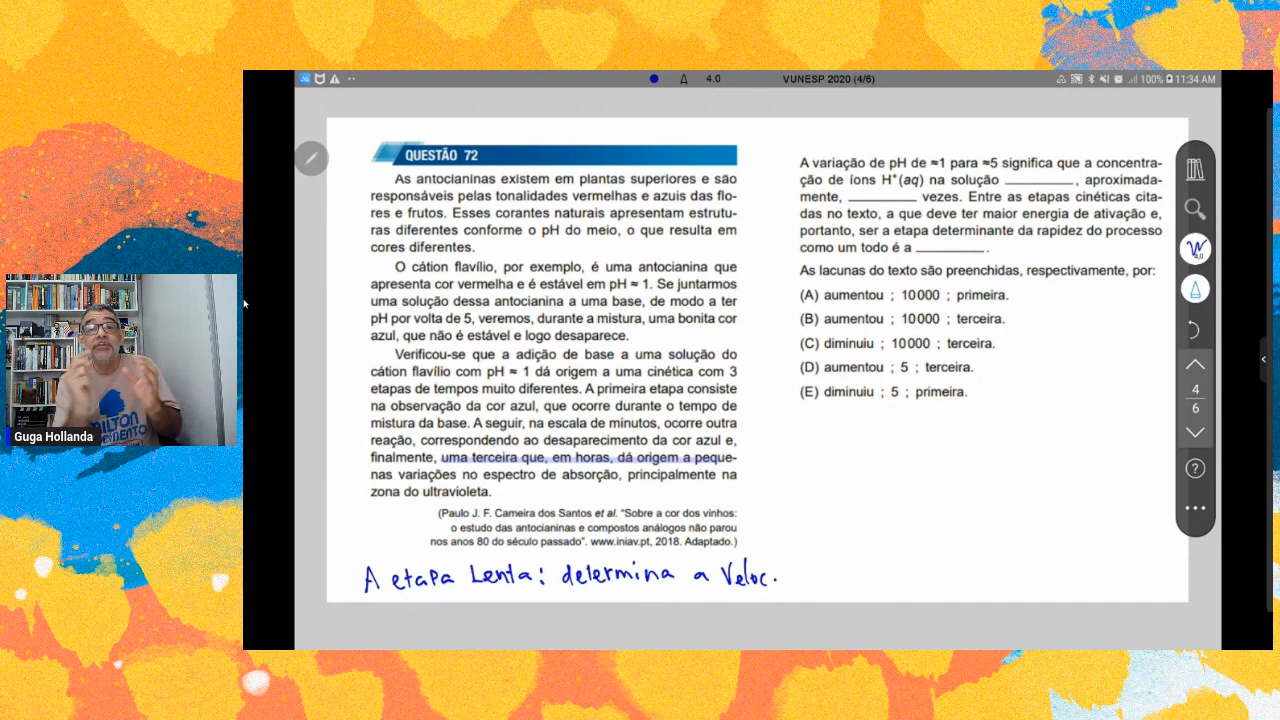 4.0
VUNESP 2020 (4/6)
100%
11:34 AM
QUESTÃO 72
As antocianinas existem em plantas superiores e são
responsáveis pelas tonalidades vermelhas e azuis das flo-
res e frutos. Esses corantes naturais apresentam estrutu-
ras diferentes conforme o pH do meio, o que resulta em
cores diferentes.
O cátion flavílio, por exemplo, é uma antocianina que
apresenta cor vermelha e é estável em pH ≈ 1. Se juntarmos
uma solução dessa antocianina a uma base, de modo a ter
pH por volta de 5, veremos, durante a mistura, uma bonita cor
azul, que não é estável e logo desaparece.
Verificou-se que a adição de base a uma solução do
cátion flavílio com pH ≈ 1 dá origem a uma cinética com 3
etapas de tempos muito diferentes. A primeira etapa consiste
na observação da cor azul, que ocorre durante o tempo de
mistura da base. A seguir, na escala de minutos, ocorre outra
reação, correspondendo ao desaparecimento da cor azul e,
finalmente, uma terceira que, em horas, dá origem a peque-
nas variações no espectro de absorção, principalmente na
zona do ultravioleta.
(Paulo J. F. Cameira dos Santos et al. "Sobre a cor dos vinhos:
o estudo das antocianinas e compostos análogos não parou
nos anos 80 do século passado". www.iniav.pt, 2018. Adaptado.)
A etapa Lenta: determina a Veloc.
A variação de pH de ≈1 para ≈5 significa que a concentra-
ção de íons H⁺(aq) na solução ________, aproximada-
mente, ________ vezes. Entre as etapas cinéticas cita-
das no texto, a que deve ter maior energia de ativação e,
portanto, ser a etapa determinante da rapidez do processo
como um todo é a ________.
As lacunas do texto são preenchidas, respectivamente, por:
(A) aumentou ; 10 000 ; primeira.
(B) aumentou ; 10 000 ; terceira.
(C) diminuiu ; 10 000 ; terceira.
(D) aumentou ; 5 ; terceira.
(E) diminuiu ; 5 ; primeira.
4,0
4
6
Guga Hollanda